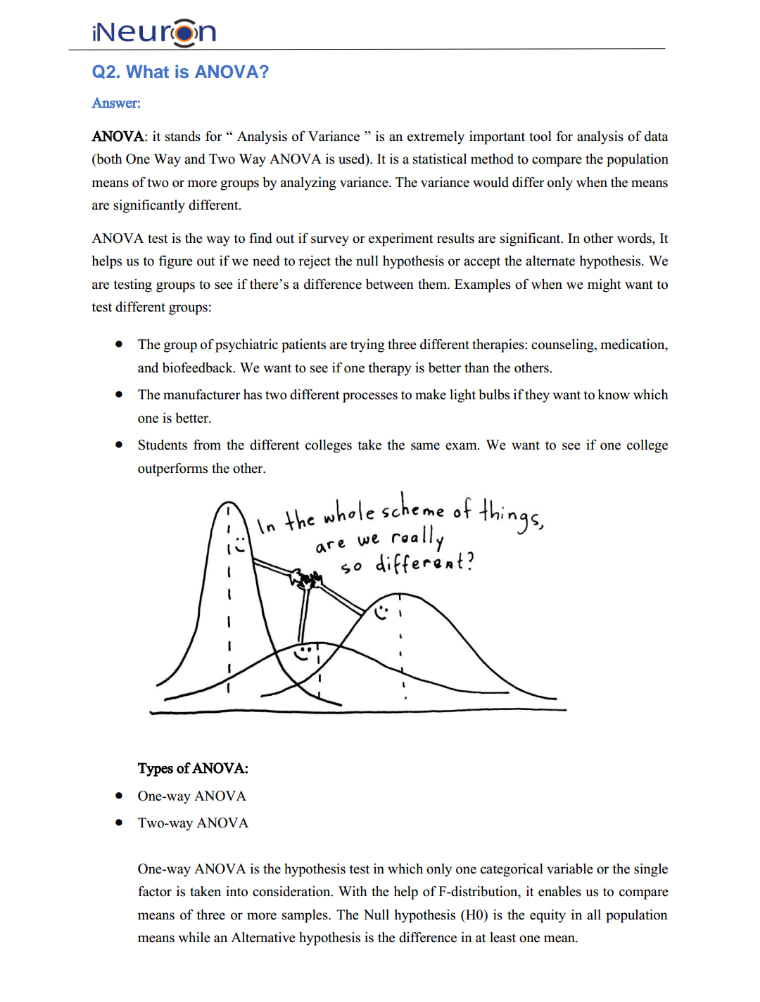 iNeuron
Q2. What is ANOVA?
Answer:
ANOVA: it stands for “ Analysis of Variance ” is an extremely important tool for analysis of data
(both One Way and Two Way ANOVA is used). It is a statistical method to compare the population
means of two or more groups by analyzing variance. The variance would differ only when the means
are significantly different.
ANOVA test is the way to find out if survey or experiment results are significant. In other words, It
helps us to figure out if we need to reject the null hypothesis or accept the alternate hypothesis. We
are testing groups to see if there’s a difference between them. Examples of when we might want to
test different groups:
● The group of psychiatric patients are trying three different therapies: counseling, medication,
and biofeedback. We want to see if one therapy is better than the others.
● The manufacturer has two different processes to make light bulbs if they want to know which
one is better.
● Students from the different colleges take the same exam. We want to see if one college
outperforms the other.
In the whole scheme of things,
are we really
so different?
Types of ANOVA:
● One-way ANOVA
● Two-way ANOVA
One-way ANOVA is the hypothesis test in which only one categorical variable or the single
factor is taken into consideration. With the help of F-distribution, it enables us to compare
means of three or more samples. The Null hypothesis (H0) is the equity in all population
means while an Alternative hypothesis is the difference in at least one mean.